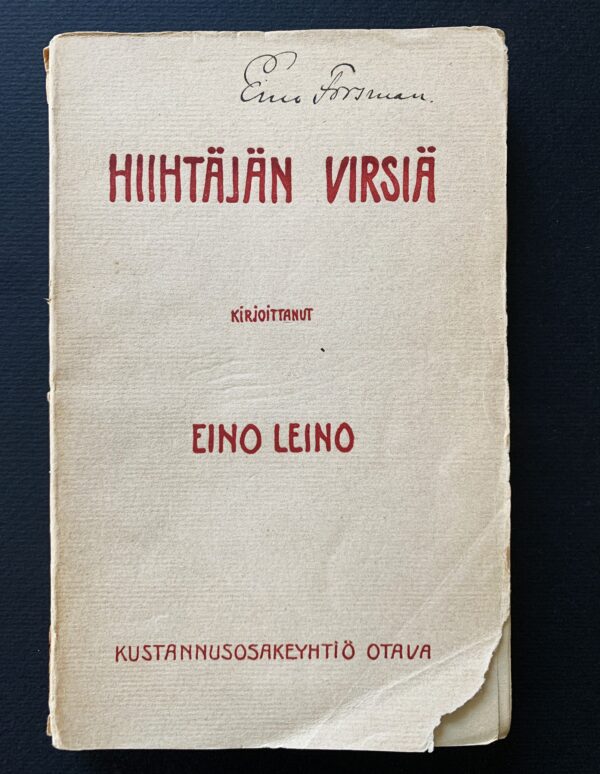 Eino Forsman.
HIIHTÄJÄN VIRSIÄ
KIRJOITTANUT
EINO LEINO
KUSTANNUSOSAKEYHTIÖ OTAVA